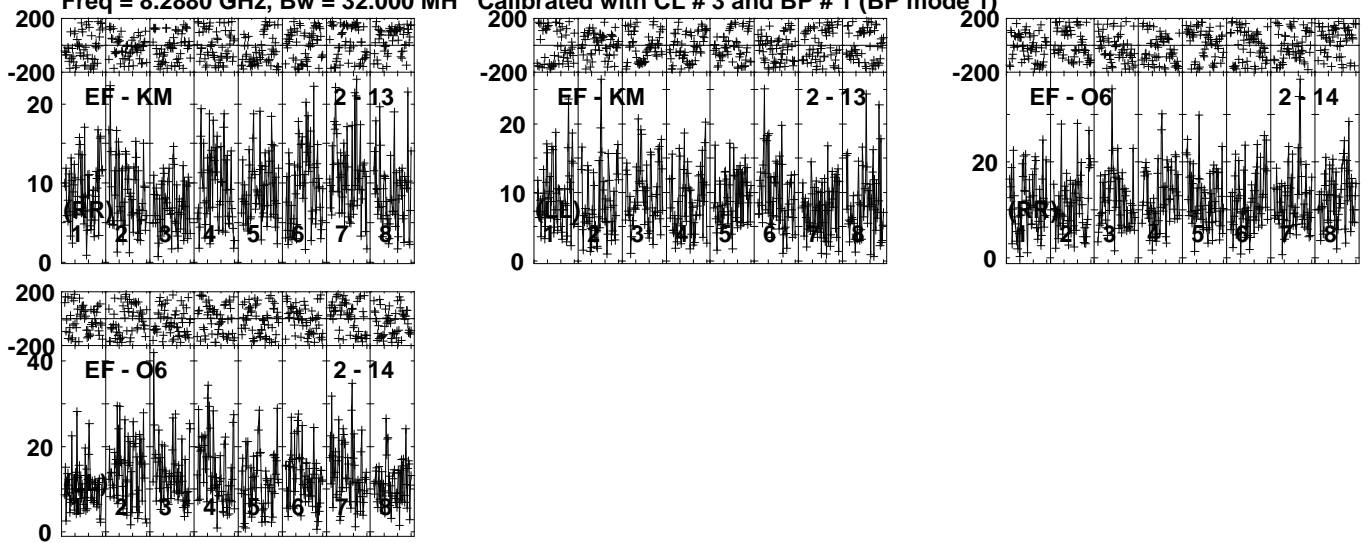 Freq = 8.2880 GHz, Bw = 32.000 MH Calibrated with CL # 3 and BP # 1 (BP mode 1)
200
-200
EF - KM 2 - 13
20
10
0
(RR)
1 2 3 4 5 6 7 8
200
-200
EF - KM 2 - 13
20
10
0
(LL)
1 2 3 4 5 6 7 8
200
-200
EF - O6 2 - 14
20
0
(RR)
1 2 3 4 5 6 7 8
200
-200
EF - O6 2 - 14
40
20
0
(LL)
1 2 3 4 5 6 7 8